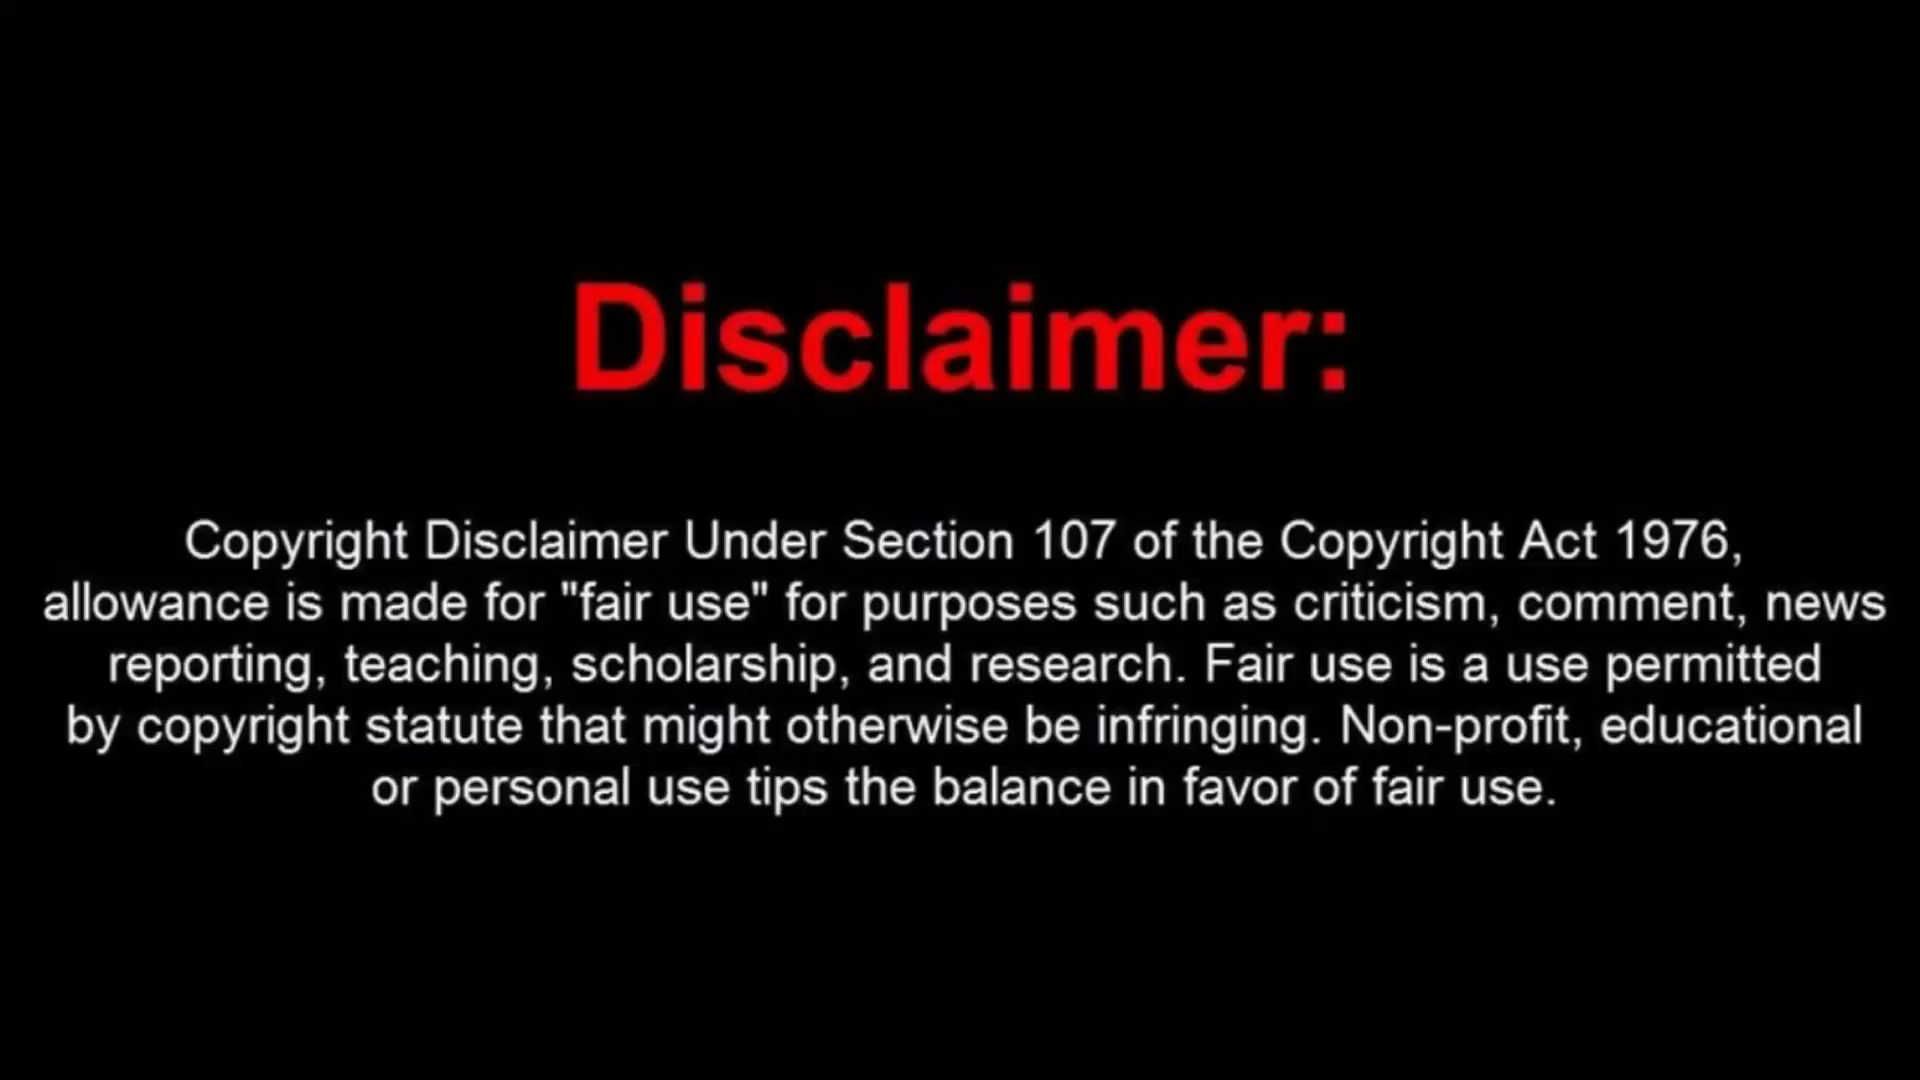 Disclaimer:
Copyright Disclaimer Under Section 107 of the Copyright Act 1976,
allowance is made for "fair use" for purposes such as criticism, comment, news
reporting, teaching, scholarship, and research. Fair use is a use permitted
by copyright statute that might otherwise be infringing. Non-profit, educational
or personal use tips the balance in favor of fair use.